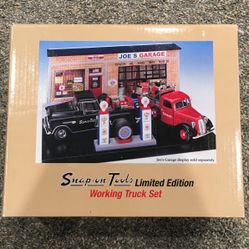 JOE'S GARAGE
Joe's Garage display sold separately
Snap-on Tools Limited Edition
Working Truck Set